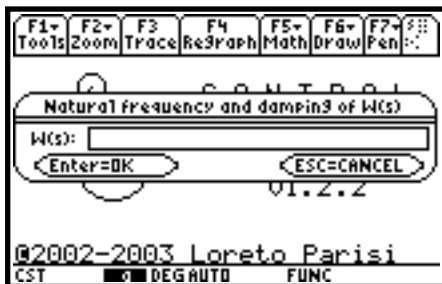 F1 F2 F3 F4 F5 F6 F7
Tools Zoom Trace ReGraph Math Draw Pen
C O N T R O L
Natural frequency and damping of W(s)
W(s):
Enter=OK ESC=CANCEL
V1.2.2
@2002-2003 Loreto Parisi
CST DEG AUTO FUNC